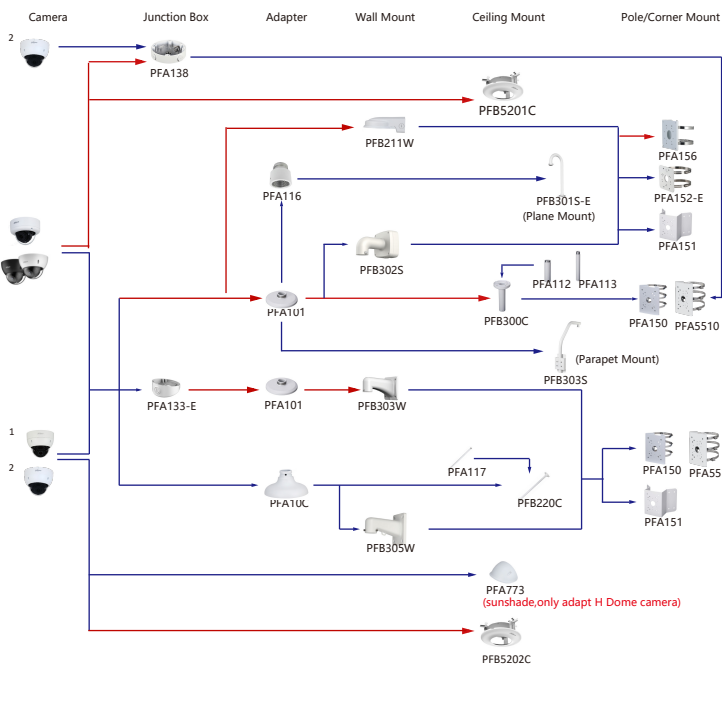 Camera Junction Box Adapter Wall Mount Ceiling Mount Pole/Corner Mount
2
PFA138
PFB5201C
PFB211W
PFA156
PFA116
PFB301S-E
(Plane Mount)
PFA152-E
PFA151
PFB302S
PFA112 PFA113
PFA101
PFB300C
PFA150 PFA5510
(Parapet Mount)
PFB303S
PFA133-E PFA101 PFB303W
1
2
PFA117
PFA150 PFA55
PFA10C
PFB220C
PFA151
PFB305W
PFA773
(sunshade,only adapt H Dome camera)
PFB5202C